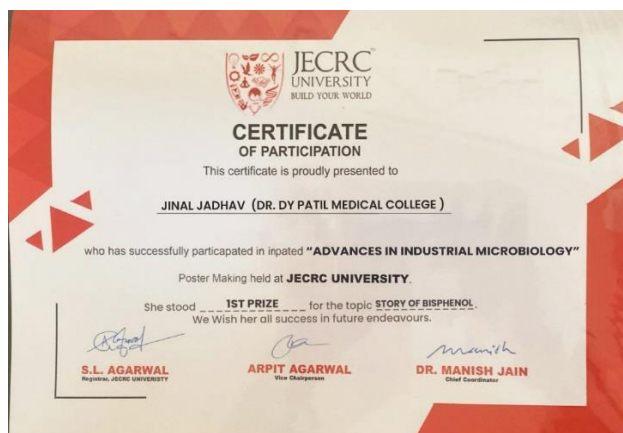 JECRC
UNIVERSITY
BUILD YOUR WORLD
CERTIFICATE
OF PARTICIPATION
This certificate is proudly presented to
JINAL JADHAV (DR. DY PATIL MEDICAL COLLEGE )
who has successfully particapated in inpated "ADVANCES IN INDUSTRIAL MICROBIOLOGY"
Poster Making held at JECRC UNIVERSITY.
She stood 1ST PRIZE for the topic STORY OF BISPHENOL.
We Wish her all success in future endeavours.
Manish
S.L. AGARWAL ARPIT AGARWAL DR. MANISH JAIN
Registrar, JECRC UNIVERISTY Vice Chairperson Chief Coordinator